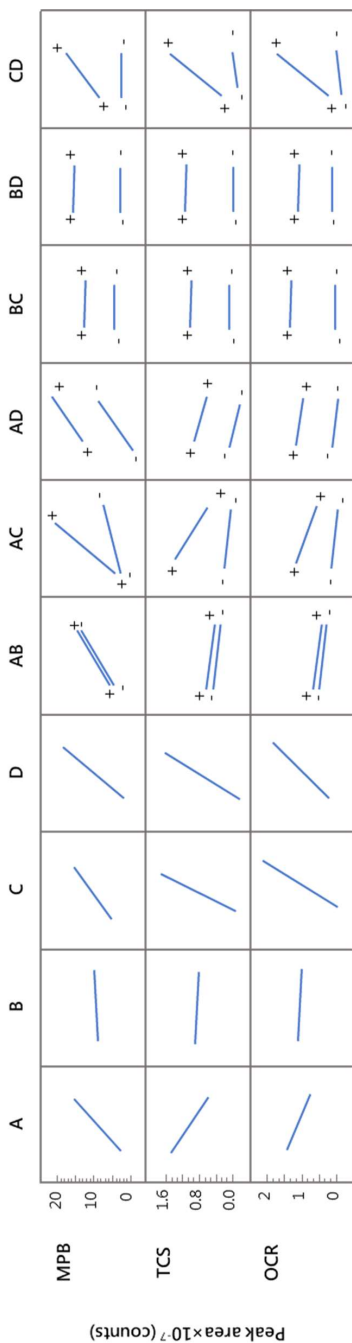 A B C D AB AC AD BC BD CD
MPB
20
10
0
+ - + - + - + - + - + - + + - - + + - - + - + -
TCS
1.6
0.8
0.0
+ - + - + - + - + - + - + + - - + + - - + - + -
OCR
2
1
0
+ - + - + - + - + - + - + + - - + + - - + - + -
Peak area×10⁻⁷ (counts)